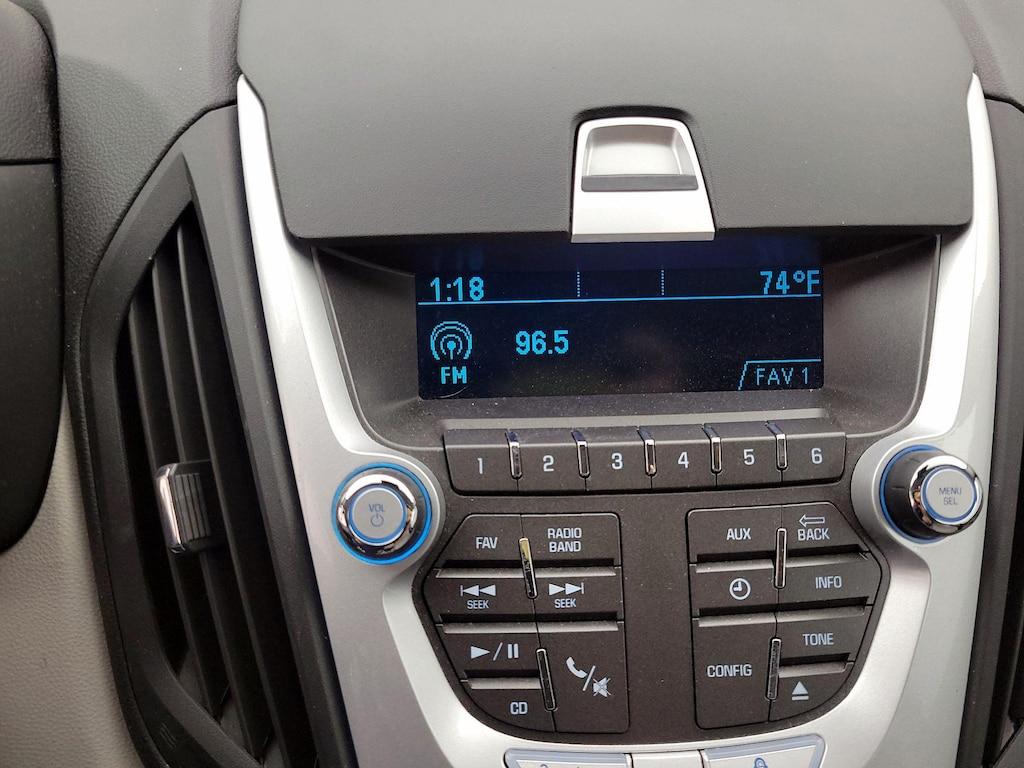 1:18 74°F
96.5
FM
FAV 1
1 2 3 4 5 6
VOL
MENU
SEL
FAV
RADIO
BAND
SEEK
SEEK
CD
AUX
BACK
INFO
TONE
CONFIG